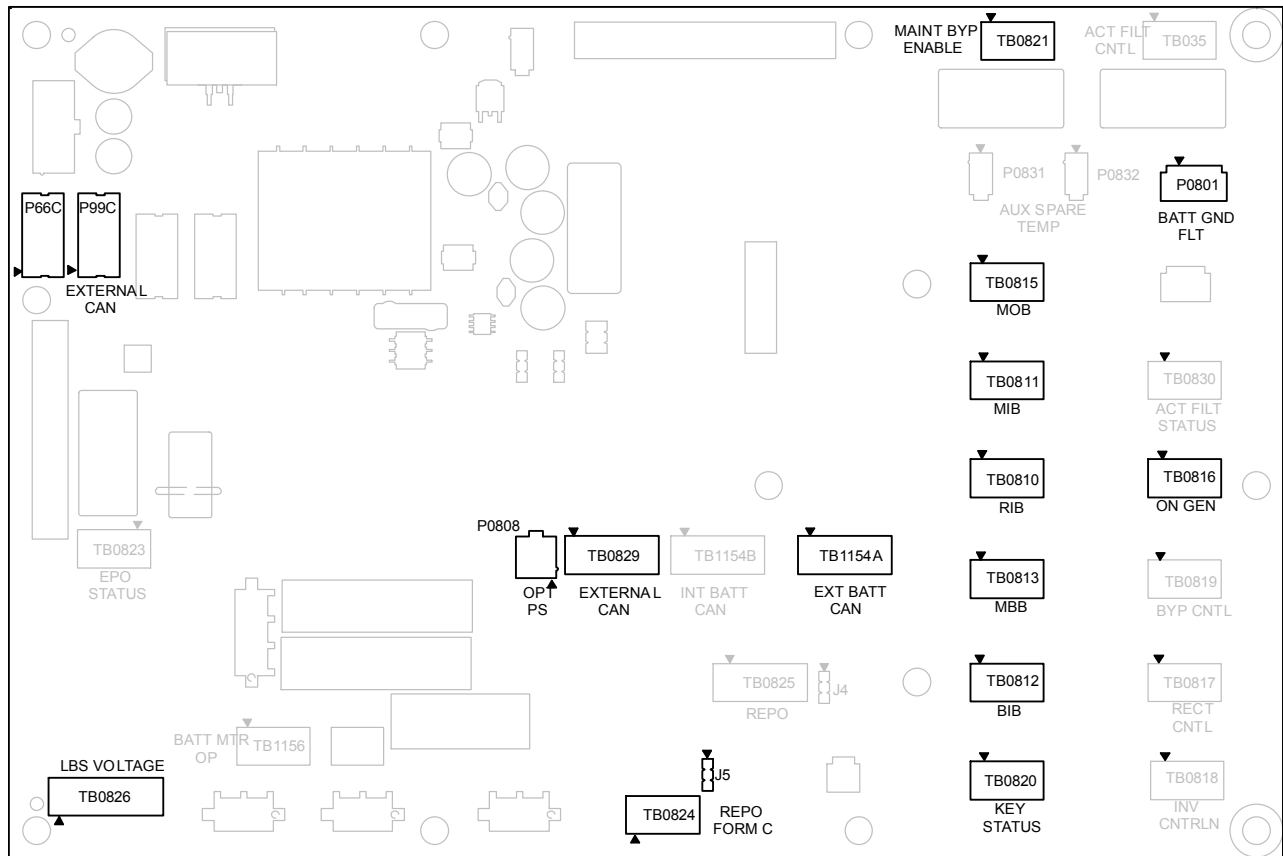 MAINT BYP
ENABLE
TB0821
ACT FILT
CNTL
TB035
P0831
P0832
AUX SPARE
TEMP
P0801
BATT GND
FLT
P66C
P99C
EXTERNAL
CAN
TB0815
MOB
TB0811
MIB
TB0830
ACT FILT
STATUS
TB0810
RIB
TB0816
ON GEN
TB0823
EPO
STATUS
P0808
OPT
PS
TB0829
EXTERNAL
CAN
TB1154B
INT BATT
CAN
TB1154A
EXT BATT
CAN
TB0813
MBB
TB0819
BYP CNTL
TB0825
REPO
J4
TB0812
BIB
TB0817
RECT
CNTL
BATT MTR
OP
TB1156
LBS VOLTAGE
TB0826
J5
TB0824
REPO
FORM C
TB0820
KEY
STATUS
TB0818
INV
CNTRLN